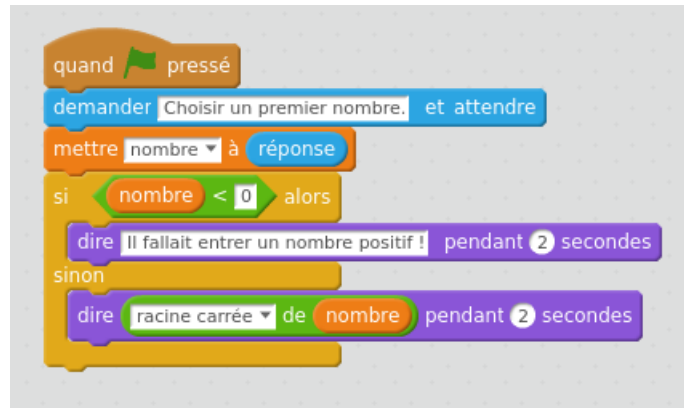 quand pressé
demander Choisir un premier nombre. et attendre
mettre nombre à réponse
si nombre < 0 alors
dire Il fallait entrer un nombre positif ! pendant 2 secondes
sinon
dire racine carrée de nombre pendant 2 secondes